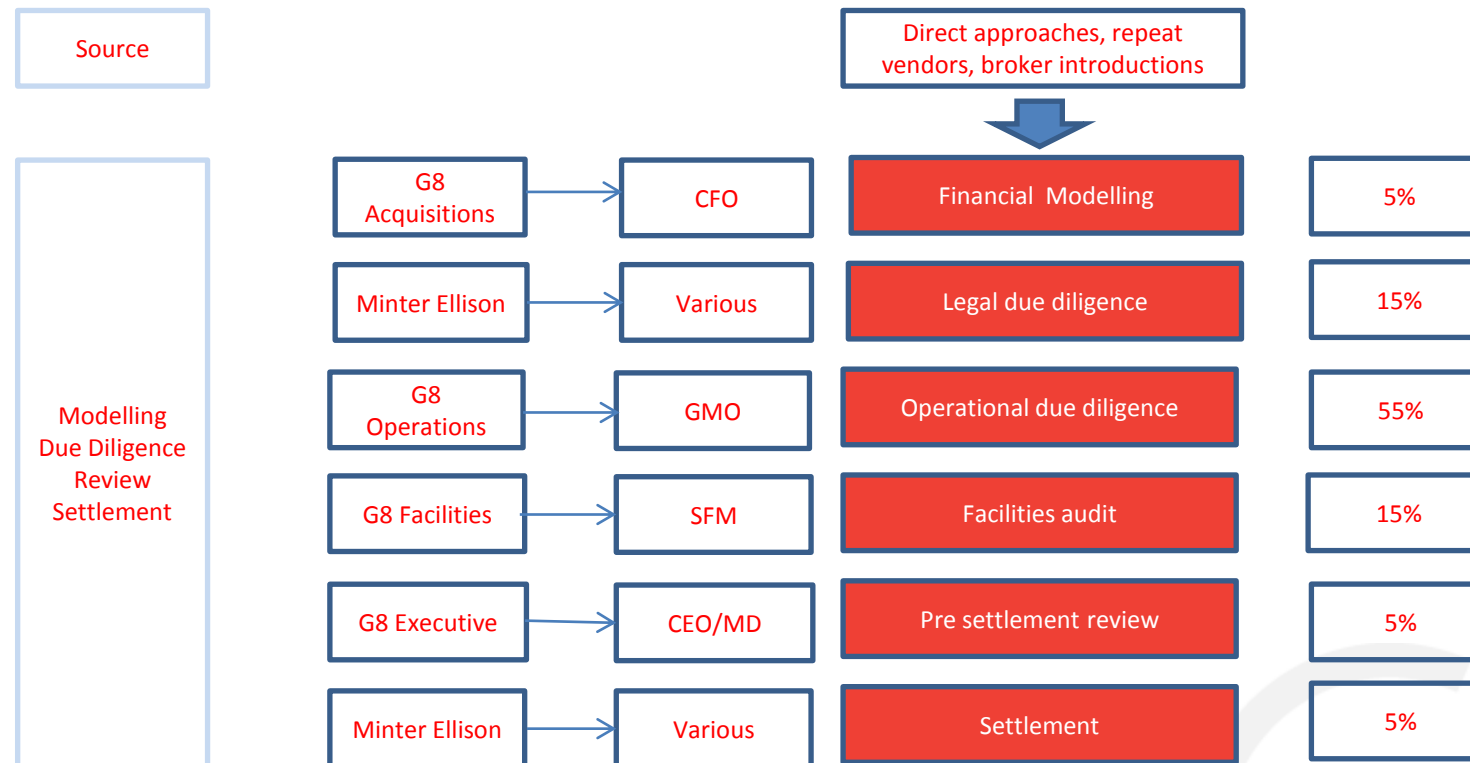 Source
Direct approaches, repeat
vendors, broker introductions
Modelling
Due Diligence
Review
Settlement
G8
Acquisitions
CFO
Financial Modelling
5%
Minter Ellison
Various
Legal due diligence
15%
G8
Operations
GMO
Operational due diligence
55%
G8 Facilities
SFM
Facilities audit
15%
G8 Executive
CEO/MD
Pre settlement review
5%
Minter Ellison
Various
Settlement
5%